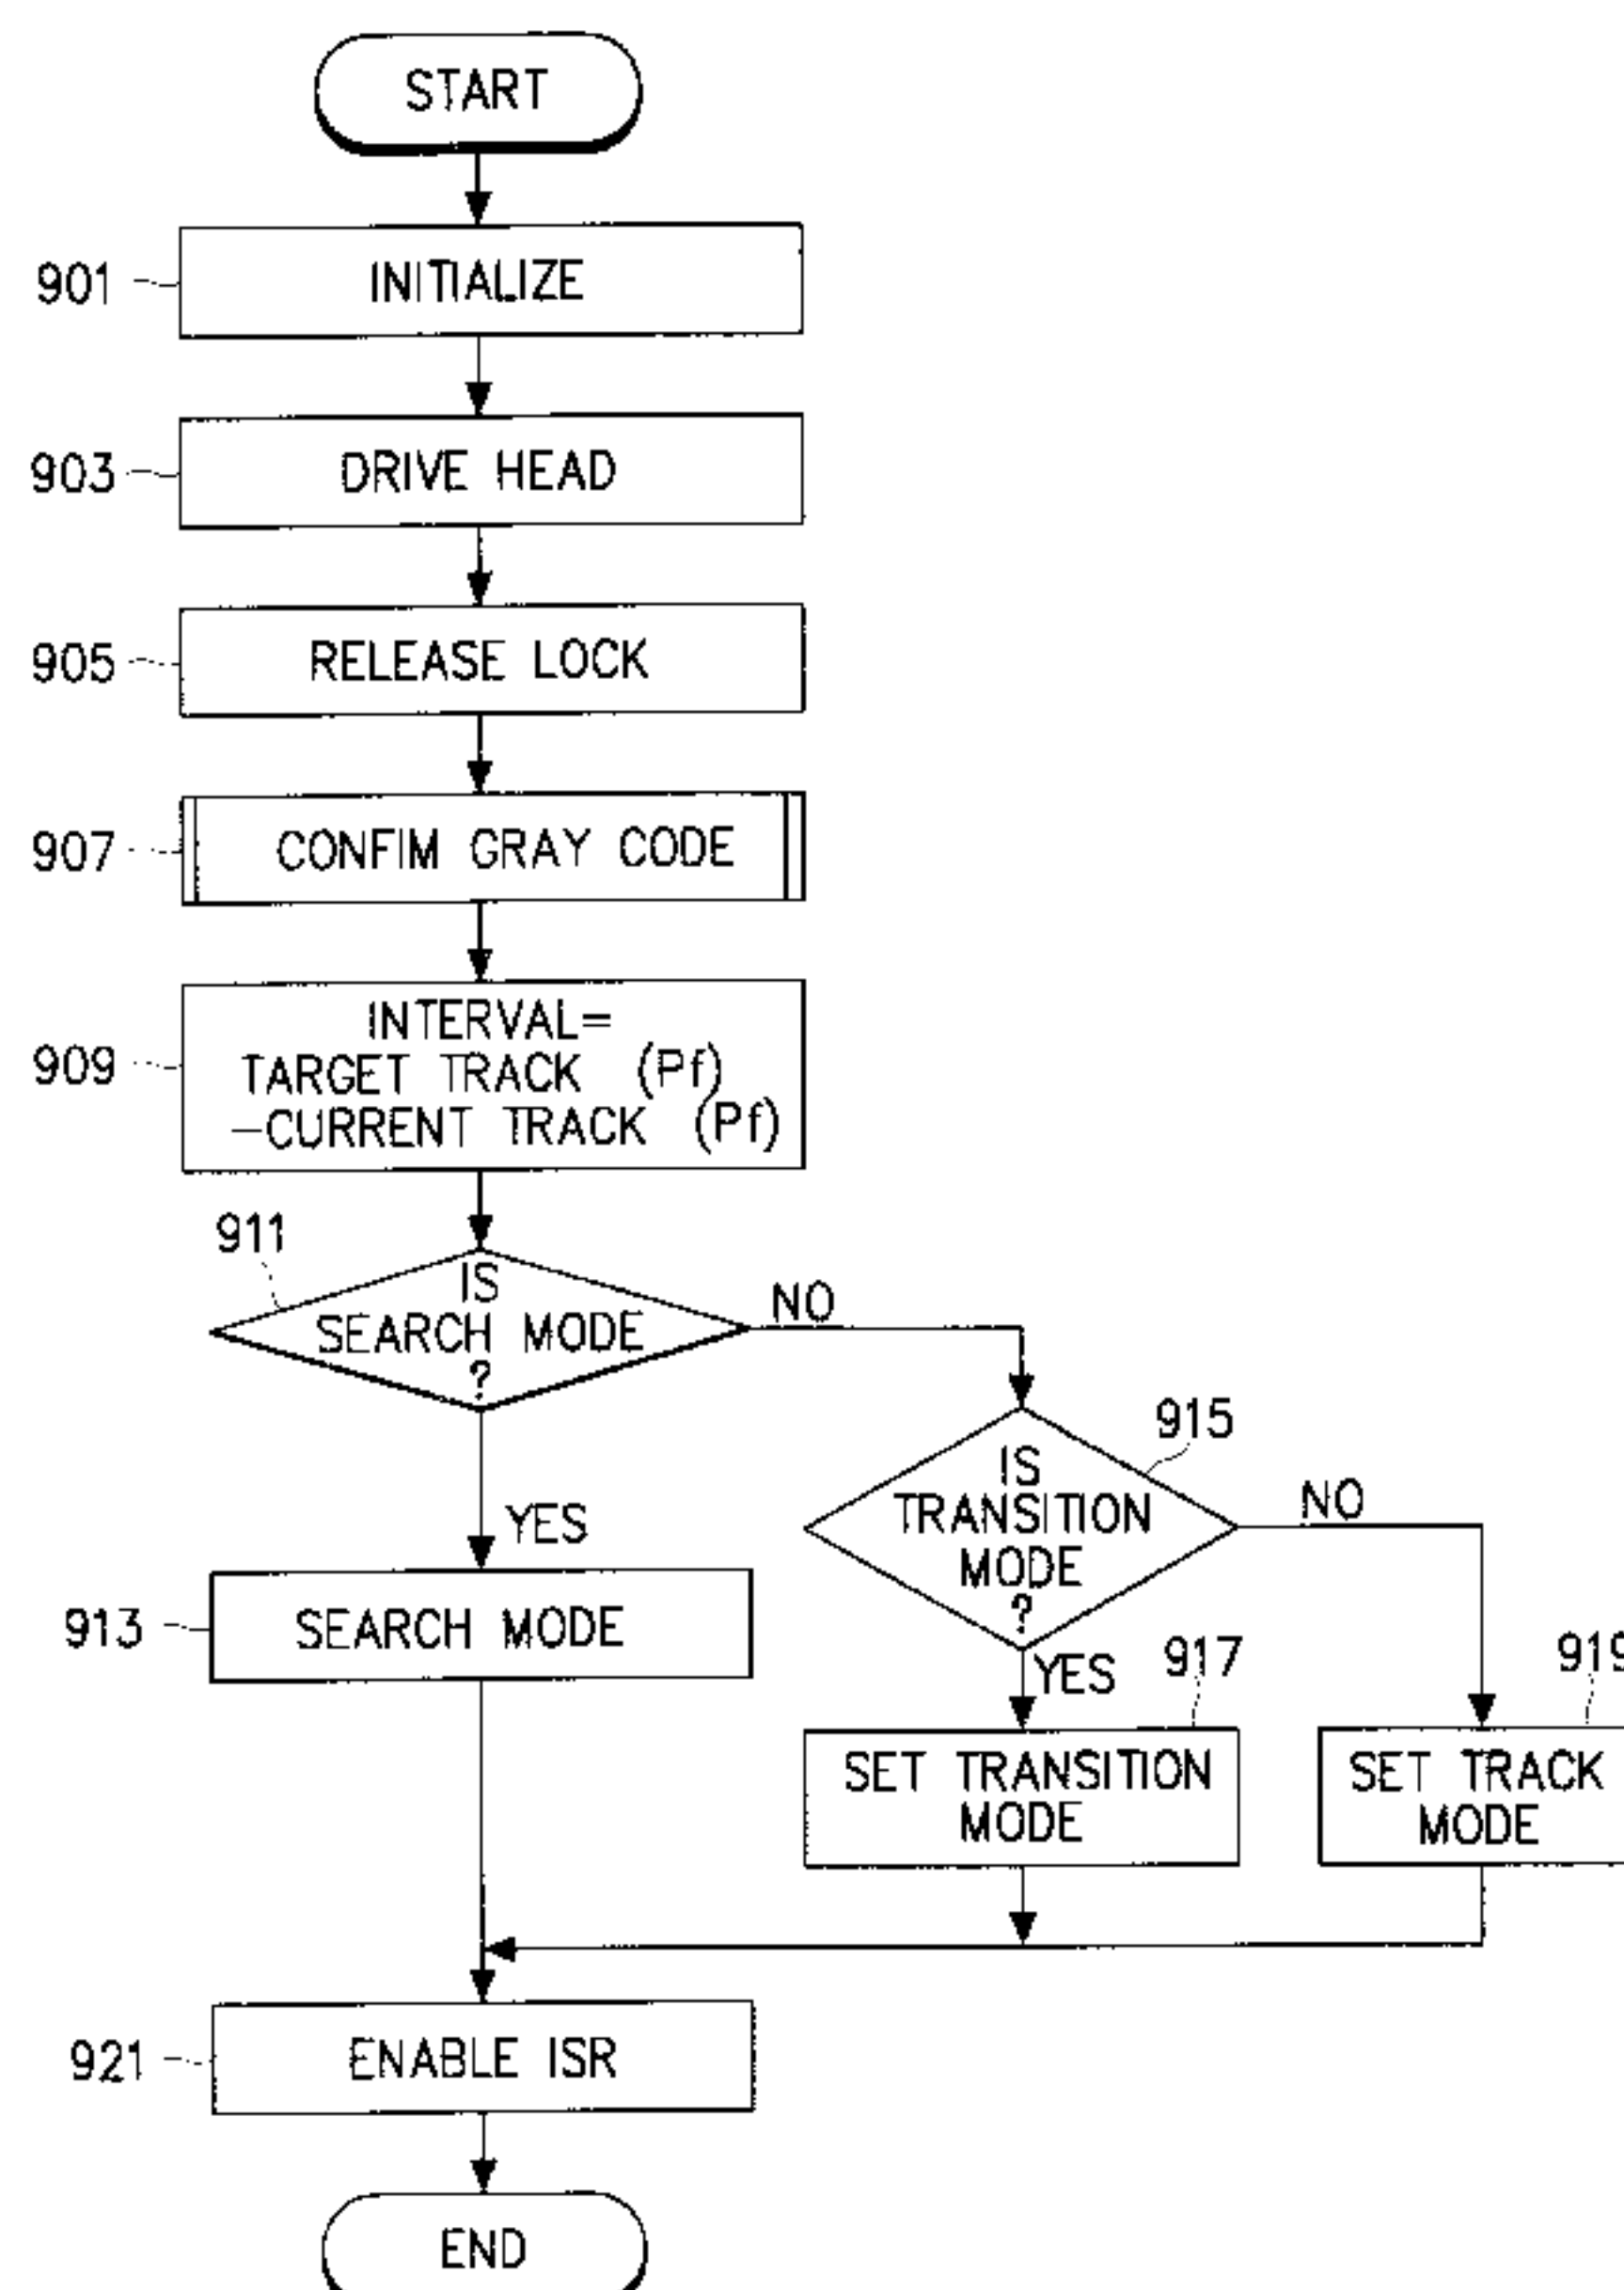 START
901
INITIALIZE
903
DRIVE HEAD
905
RELEASE LOCK
907
CONFIM GRAY CODE
909
INTERVAL=
TARGET TRACK (Pf)
-CURRENT TRACK (Pf)
911
IS
SEARCH MODE
?
NO
YES
915
IS
TRANSITION
MODE
?
NO
YES
913
SEARCH MODE
917
SET TRANSITION
MODE
919
SET TRACK
MODE
921
ENABLE ISR
END